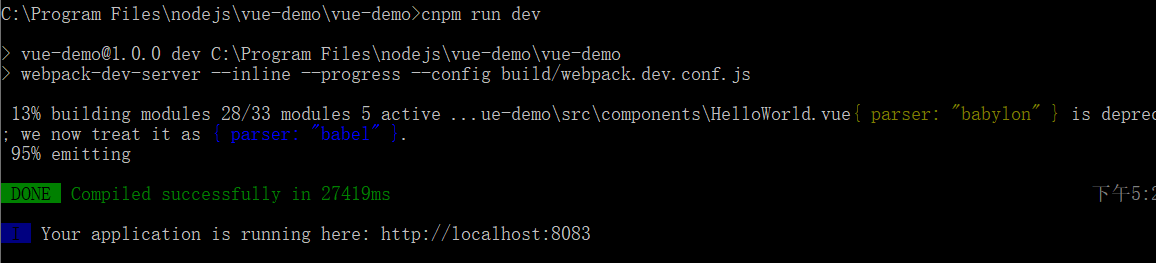 C:\Program Files\nodejs\vue-demo\vue-demo>cnpm run dev
> vue-demo@1.0.0 dev C:\Program Files\nodejs\vue-demo\vue-demo
> webpack-dev-server --inline --progress --config build/webpack.dev.conf.js
13% building modules 28/33 modules 5 active ...ue-demo\src\components\HelloWorld.vue{ parser: "babylon" } is deprec
; we now treat it as { parser: "babel" }.
95% emitting
DONE Compiled successfully in 27419ms 下午5:2
Your application is running here: http://localhost:8083